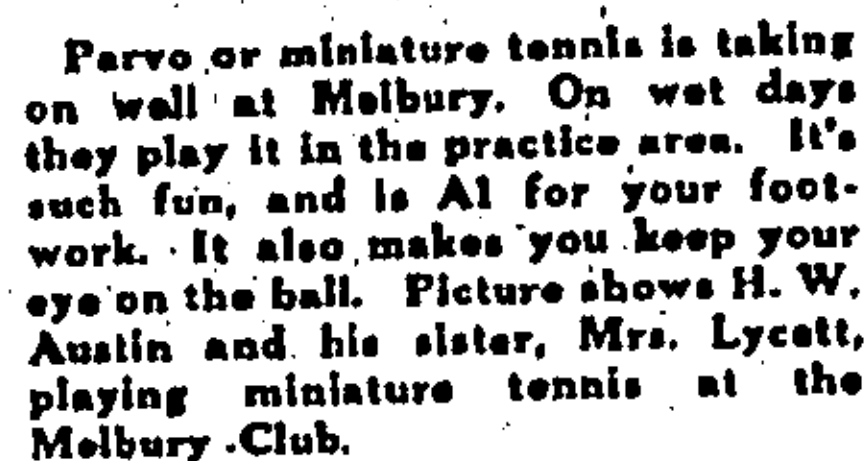 Parvo or miniature tennis is taking
on well at Melbury. On wet days
they play it in the practice area. It's
such fun, and is A1 for your foot-
work. It also makes you keep your
eye on the ball. Picture shows H. W.
Austin and his sister, Mrs. Lycett,
playing miniature tennis at the
Melbury Club.